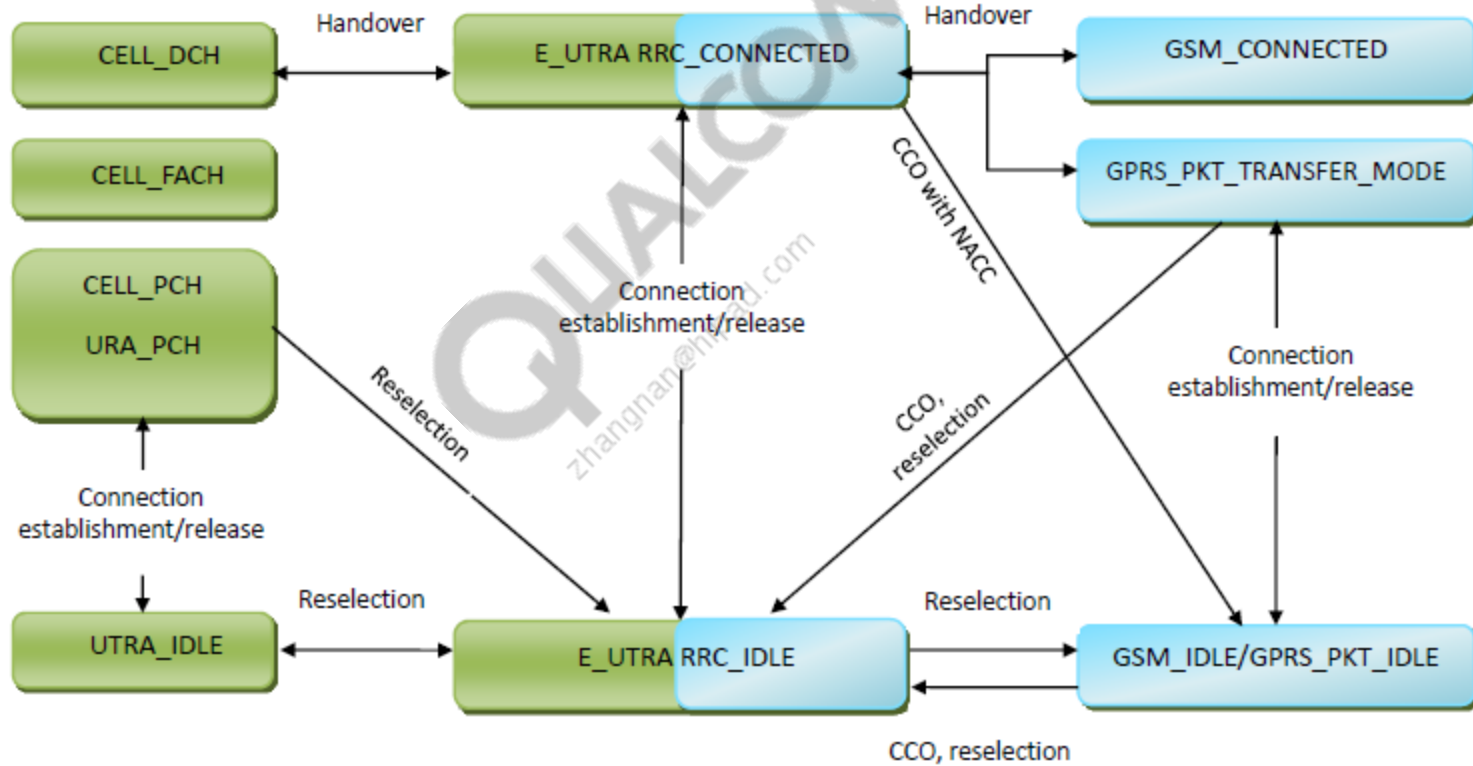 Handover
Handover
CELL_DCH
E_UTRA RRC_CONNECTED
GSM_CONNECTED
CELL_FACH
GPRS_PKT_TRANSFER_MODE
CCO with NACC
CELL_PCH
URA_PCH
Connection
establishment/release
Connection
establishment/release
Reselection
CCO,
reselection
Connection
establishment/release
Reselection
Reselection
UTRA_IDLE
E_UTRA RRC_IDLE
GSM_IDLE/GPRS_PKT_IDLE
CCO, reselection